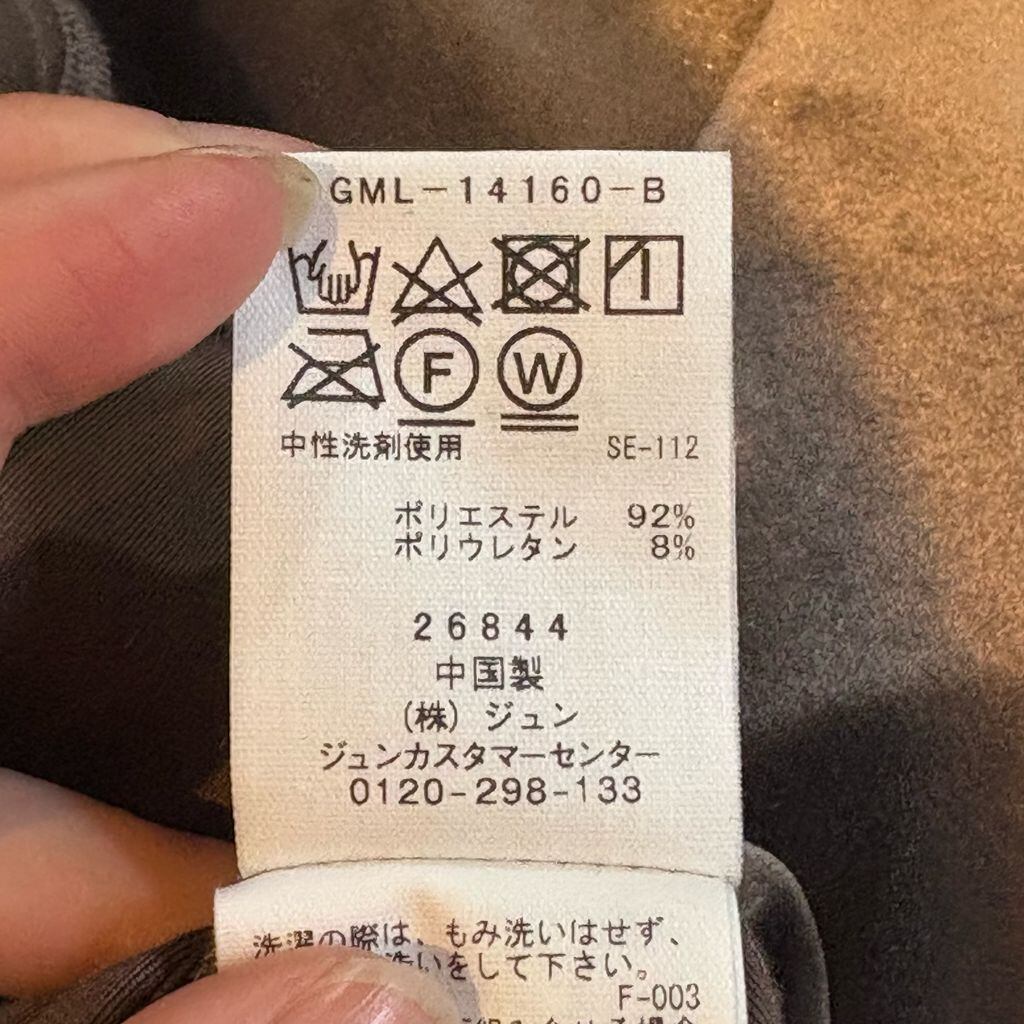 GML-14160-B
F
W
中性洗剤使用 SE-112
ポリエステル 92%
ポリウレタン 8%
26844
中国製
(株) ジュン
ジュンカスタマーセンター
0120-298-133
洗濯の際は、もみ洗いはせず、
洗いをして下さい。
F-003